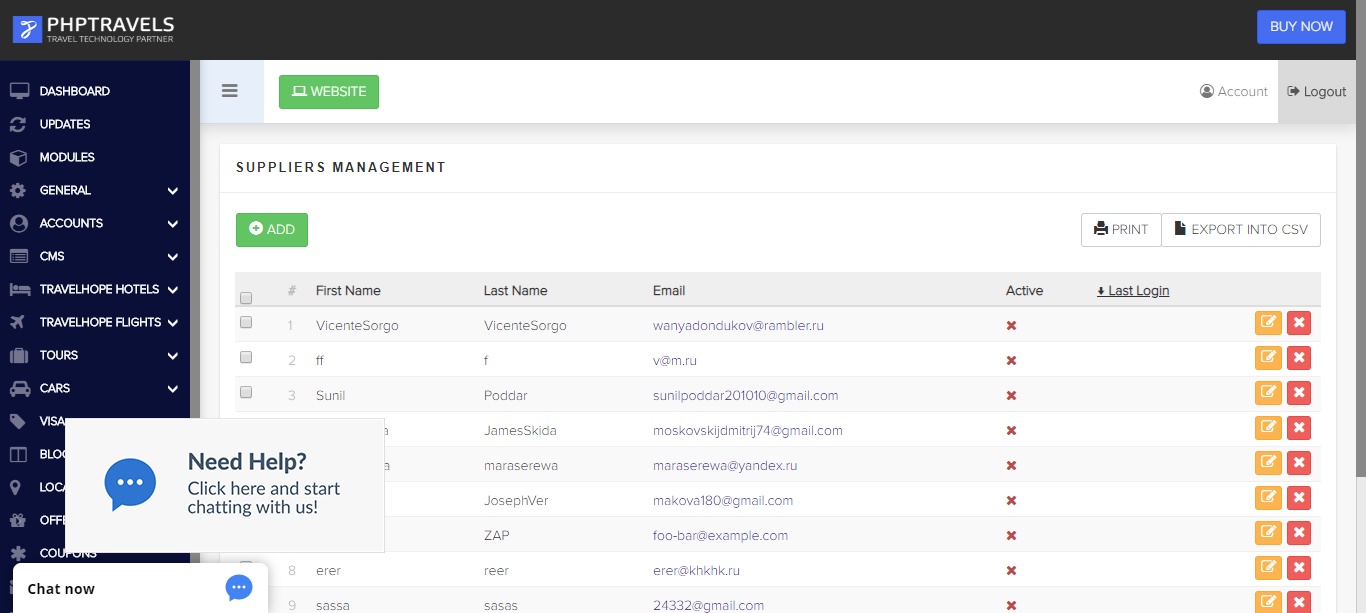 PHPTRAVELS
TRAVEL TECHNOLOGY PARTNER
BUY NOW
DASHBOARD
UPDATES
MODULES
GENERAL
ACCOUNTS
CMS
TRAVELHOPE HOTELS
TRAVELHOPE FLIGHTS
TOURS
CARS
VISA
BLO
LOCA
OFFE
COUPONS
WEBSITE
Account
Logout
SUPPLIERS MANAGEMENT
ADD
PRINT
EXPORT INTO CSV
# First Name Last Name Email Active Last Login
1 VicenteSorgo VicenteSorgo wanyadondukov@rambler.ru
2 ff f v@m.ru
3 Sunil Poddar sunilpoddar201010@gmail.com
a JamesSkida moskovskijdmitrij74@gmail.com
a maraserewa maraserewa@yandex.ru
JosephVer makova180@gmail.com
ZAP foo-bar@example.com
8 erer reer erer@khkhk.ru
9 sassa sasas 24332@gmail.com
Need Help?
Click here and start
chatting with us!
Chat now